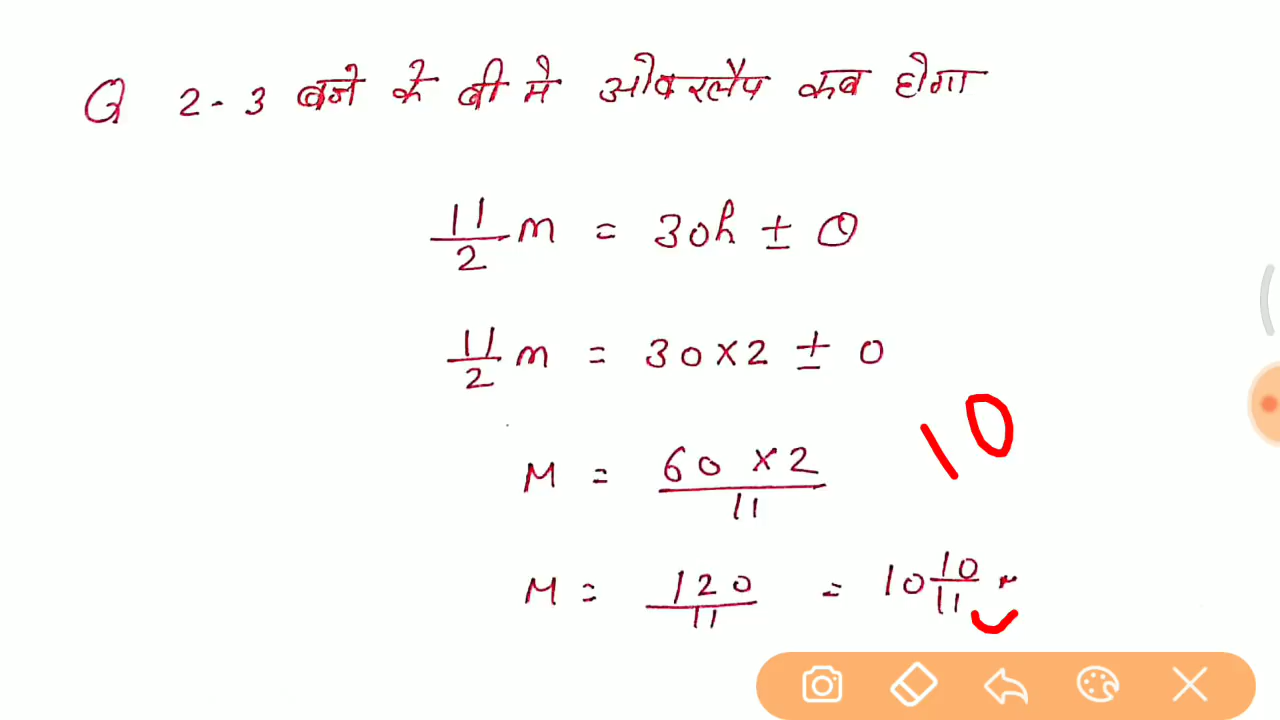 Q 2-3 बजे के बी मे ओवरलैप कब होगा
11/2 m = 30h ± θ
11/2 m = 30×2 ± 0
10
M = 60 ×2/11
M = 120/11 = 10 10/11